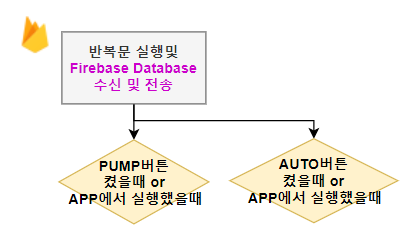 반복문 실행및
Firebase Database
수신 및 전송
PUMP버튼
켰을때 or
APP에서 실행했을때
AUTO버튼
켰을때 or
APP에서 실행했을때